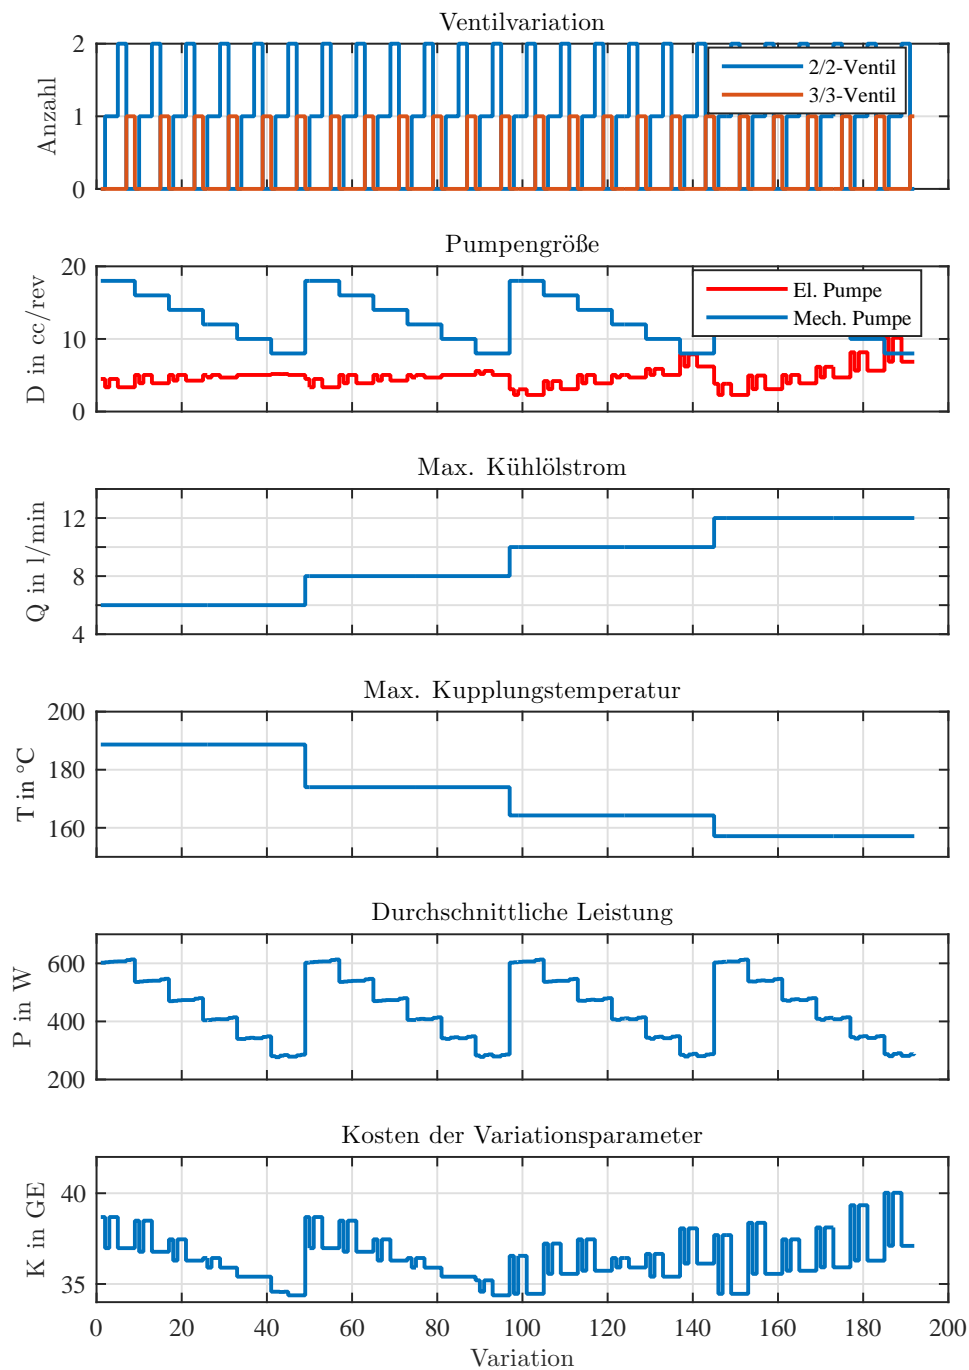 Ventilvariation
Anzahl
2
1
0
2/2-Ventil
3/3-Ventil
Pumpengröße
D in cc/rev
20
10
0
El. Pumpe
Mech. Pumpe
Max. Kühlölstrom
Q in l/min
12
8
4
Max. Kupplungstemperatur
T in °C
200
180
160
Durchschnittliche Leistung
P in W
600
400
200
Kosten der Variationsparameter
K in GE
40
35
0 20 40 60 80 100 120 140 160 180 200
Variation